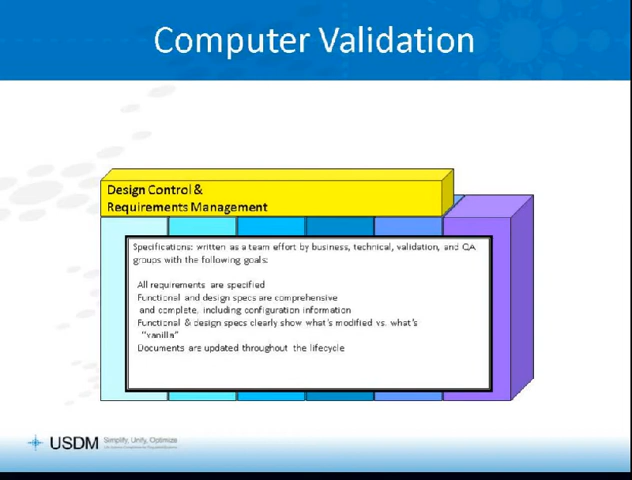 Computer Validation
Design Control &
Requirements Management
Specifications: written as a team effort by business, technical, validation, and QA
groups with the following goals:
All requirements are specified
Functional and design specs are comprehensive
and complete, including configuration information
Functional & design specs clearly show what's modified vs. what's
"vanilla"
Documents are updated throughout the lifecycle
USDM Simplify, Unify, Optimize